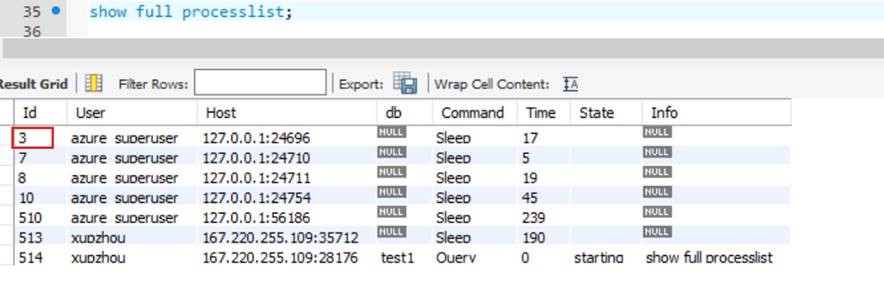 35 show full processlist;
36
Result Grid Filter Rows: Export: Wrap Cell Content: IA
Id User Host db Command Time State Info
3 azure_superuser 127.0.0.1:24696 NULL Sleep 17 NULL
7 azure_superuser 127.0.0.1:24710 NULL Sleep 5 NULL
8 azure_superuser 127.0.0.1:24711 NULL Sleep 19 NULL
10 azure_superuser 127.0.0.1:24754 NULL Sleep 45 NULL
510 azure_superuser 127.0.0.1:56186 NULL Sleep 239 NULL
513 xupzhou 167.220.255.109:35712 NULL Sleep 190 NULL
514 xupzhou 167.220.255.109:28176 test1 Query 0 starting show full processlist